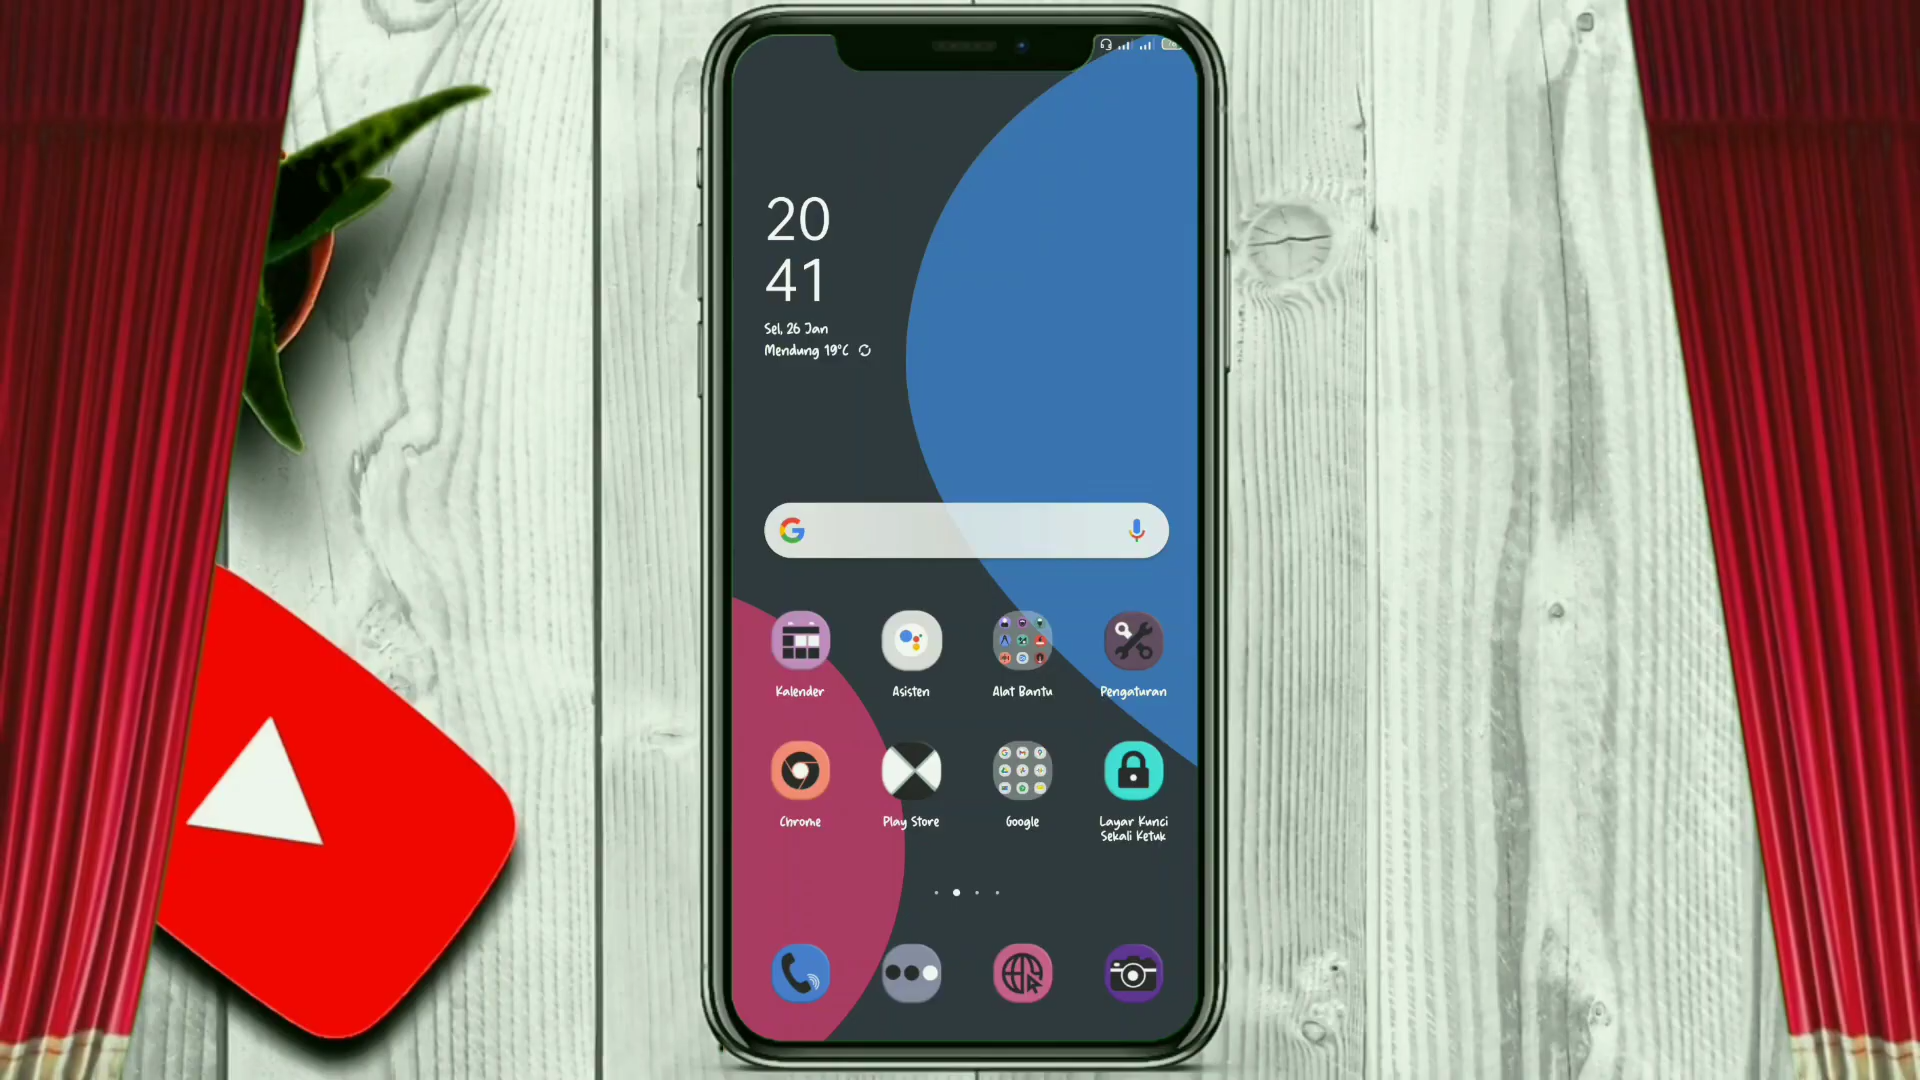 20
41
Sel, 26 Jan
Mendung 19°C
Kalender
Asisten
Alat Bantu
Pengaturan
Chrome
Play Store
Google
Layar Kunci
Sekali Ketuk